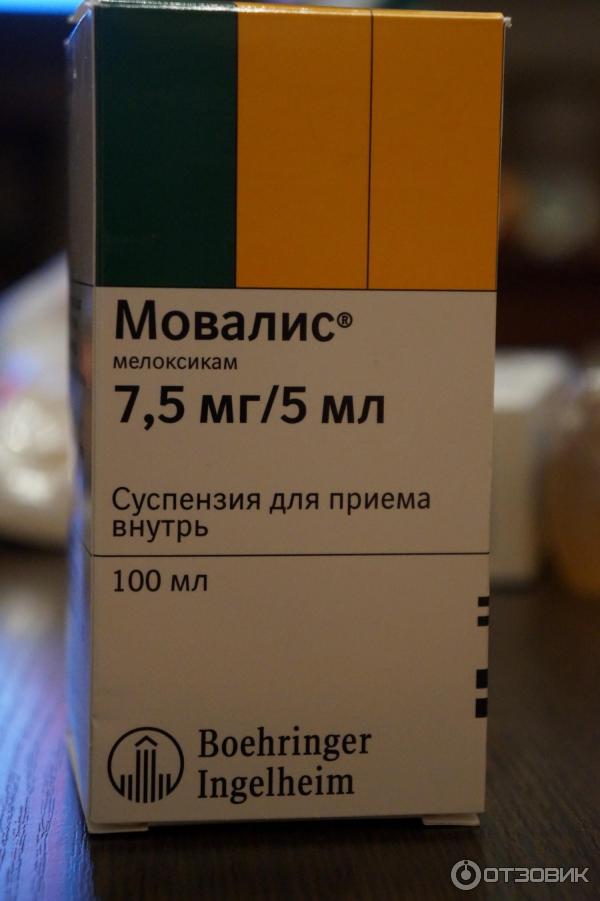 Мовалис®
мелоксикам
7,5 мг/5 мл
Суспензия для приема
внутрь
100 мл
Boehringer
Ingelheim
ОТЗОВИК